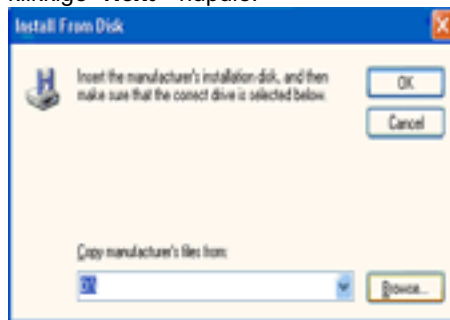 Install From Disk
Insert the manufacturer's installation disk, and then
make sure that the correct drive is selected below.
OK
Cancel
Copy manufacturer's files from:
Browse...